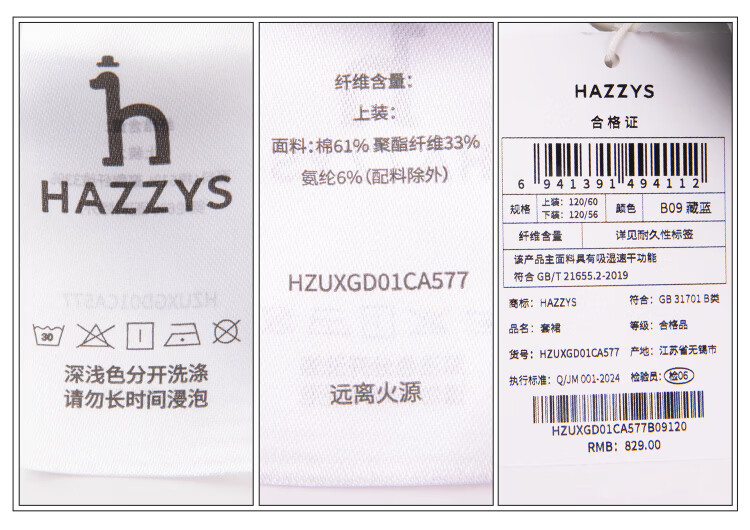 HAZZYS
30
深浅色分开洗涤
请勿长时间浸泡
纤维含量：
上装：
面料：棉61% 聚酯纤维33%
氨纶6%（配料除外）
HZUXGD01CA577
远离火源
HAZZYS
合格证
6 941391 494112
规格 上装：120/60 下装：120/56 颜色 B09 藏蓝
纤维含量 详见耐久性标签
该产品主面料具有吸湿速干功能
符合 GB/T 21655.2-2019
商标：HAZZYS 符合：GB 31701 B类
品名：套裙 等级：合格品
货号：HZUXGD01CA577 产地：江苏省无锡市
执行标准：Q/JM 001-2024 检验员：检06
HZUXGD01CA577B09120
RMB：829.00